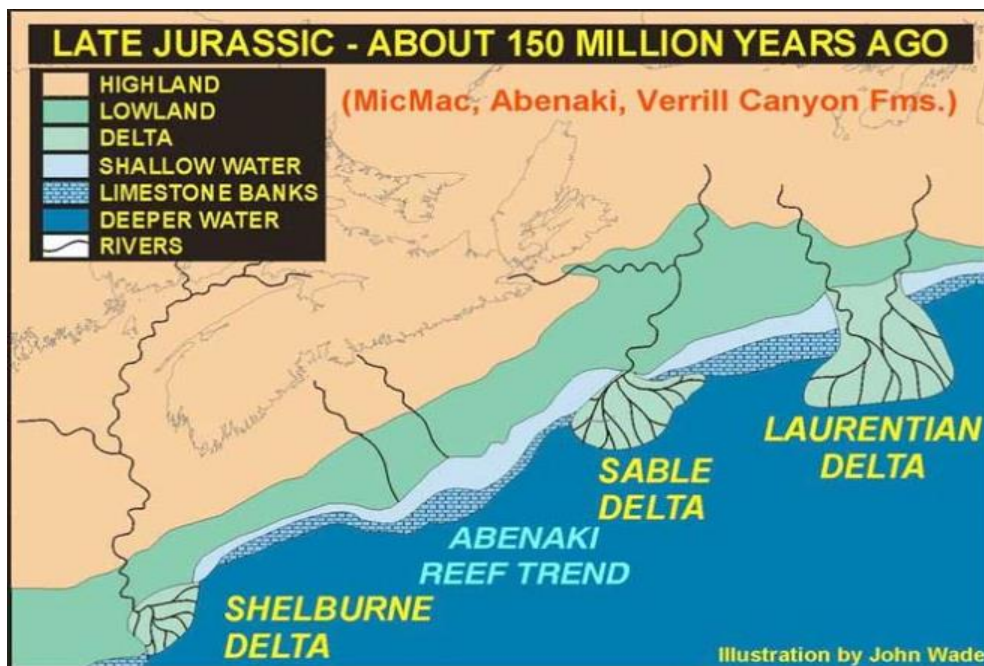 LATE JURASSIC - ABOUT 150 MILLION YEARS AGO
HIGHLAND
LOWLAND
DELTA
SHALLOW WATER
LIMESTONE BANKS
DEEPER WATER
RIVERS
(MicMac, Abenaki, Verrill Canyon Fms.)
LAURENTIAN
DELTA
SABLE
DELTA
ABENAKI
REEF TREND
SHELBURNE
DELTA
Illustration by John Wade